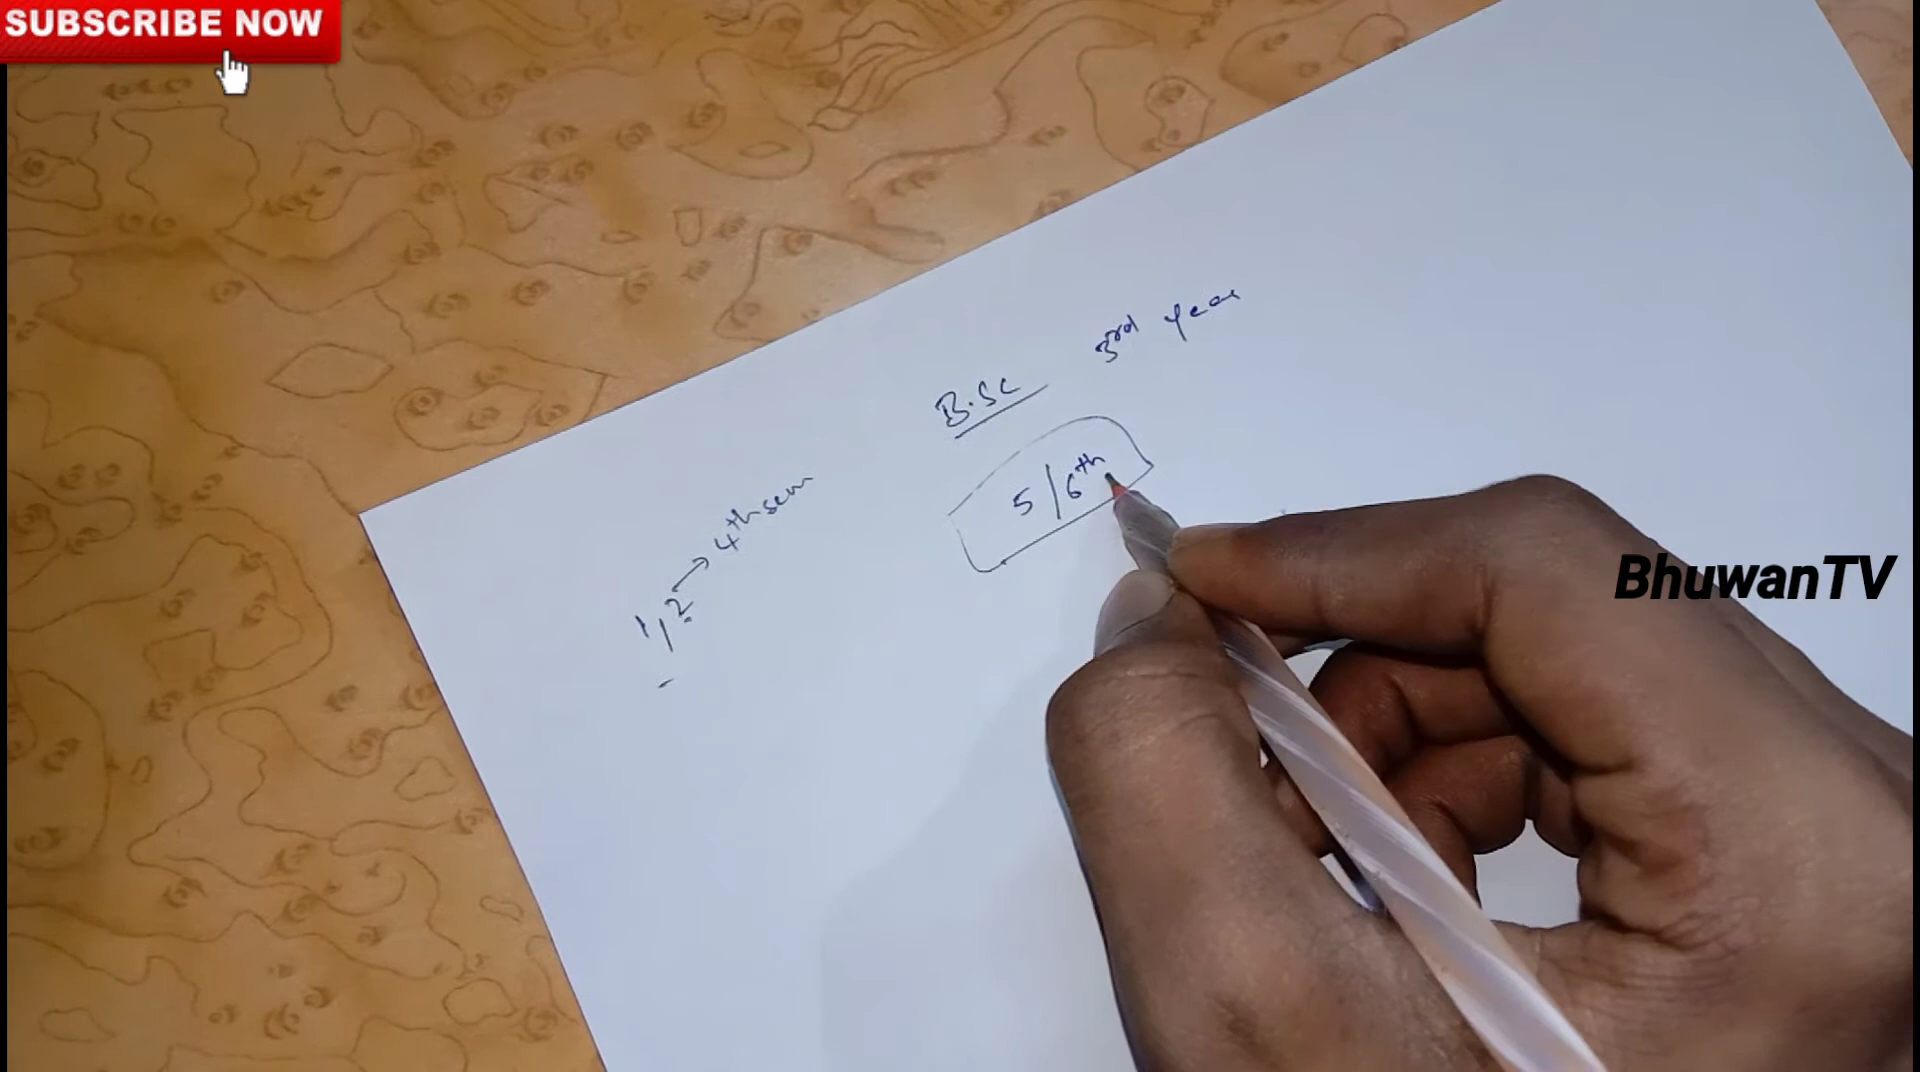 SUBSCRIBE NOW
3rd year
B.Sc
5/6th
1, 2 → 4th sem
BhuwanTV